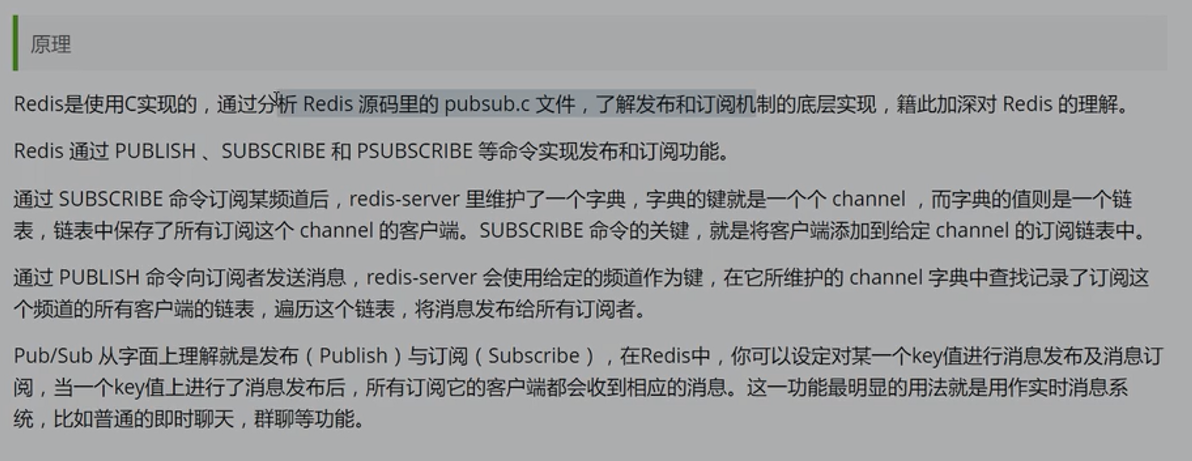 原理
Redis是使用C实现的，通过分析 Redis 源码里的 pubsub.c 文件，了解发布和订阅机制的底层实现，籍此加深对 Redis 的理解。
Redis 通过 PUBLISH 、SUBSCRIBE 和 PSUBSCRIBE 等命令实现发布和订阅功能。
通过 SUBSCRIBE 命令订阅某频道后，redis-server 里维护了一个字典，字典的键就是一个个 channel ，而字典的值则是一个链
表，链表中保存了所有订阅这个 channel 的客户端。SUBSCRIBE 命令的关键，就是将客户端添加到给定 channel 的订阅链表中。
通过 PUBLISH 命令向订阅者发送消息，redis-server 会使用给定的频道作为键，在它所维护的 channel 字典中查找记录了订阅这
个频道的所有客户端的链表，遍历这个链表，将消息发布给所有订阅者。
Pub/Sub 从字面上理解就是发布（Publish）与订阅（Subscribe），在Redis中，你可以设定对某一个key值进行消息发布及消息订
阅，当一个key值上进行了消息发布后，所有订阅它的客户端都会收到相应的消息。这一功能最明显的用法就是用作实时消息系
统，比如普通的即时聊天，群聊等功能。